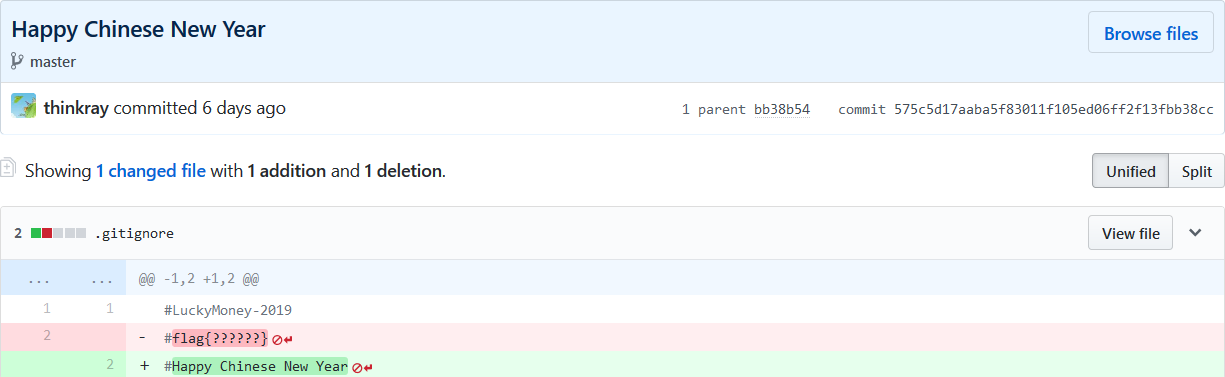 Happy Chinese New Year
Browse files
master
thinkray committed 6 days ago
1 parent bb38b54 commit 575c5d17aaba5f83011f105ed06ff2f13fbb38cc
Showing 1 changed file with 1 addition and 1 deletion.
Unified Split
2 .gitignore
View file
... ... @@ -1,2 +1,2 @@
1 1 #LuckyMoney-2019
2 - #flag{??????}
2 + #Happy Chinese New Year